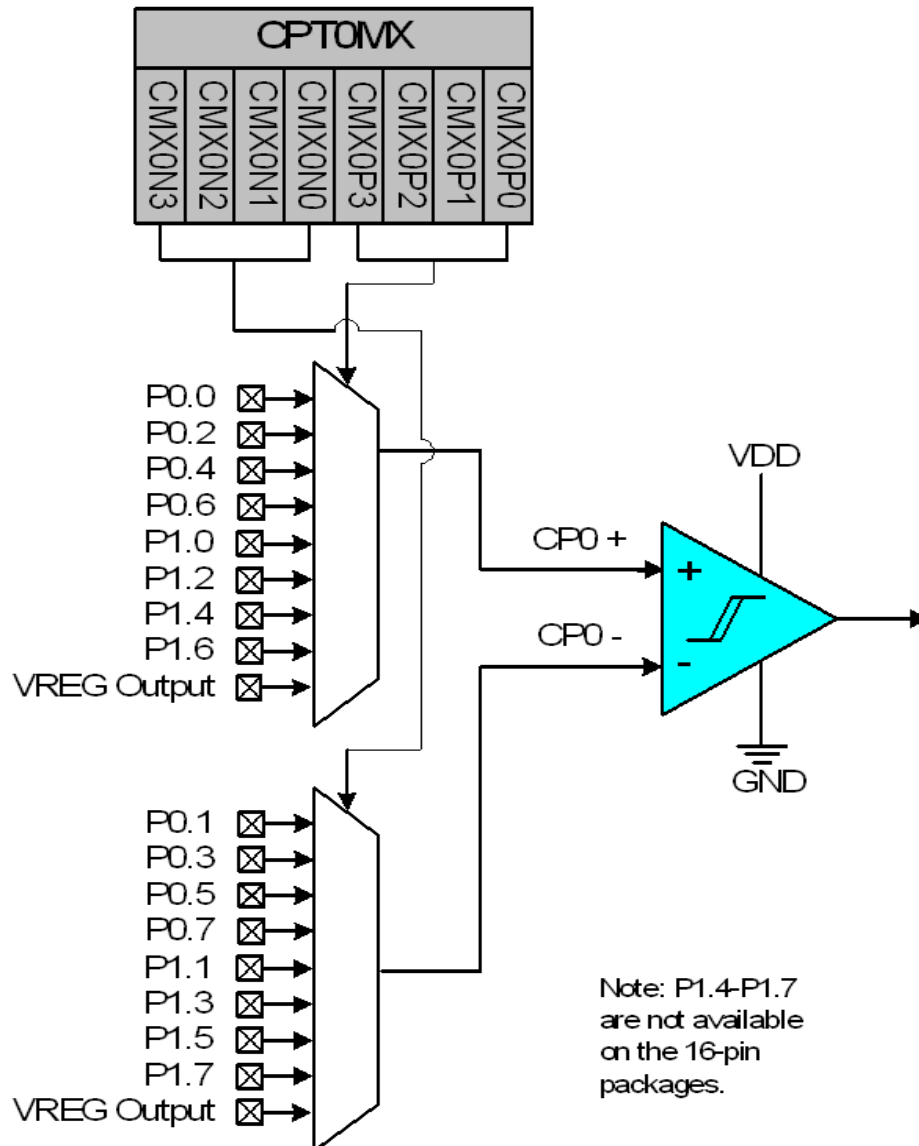 CPT0MX
CMX0N3
CMX0N2
CMX0N1
CMX0N0
CMX0P3
CMX0P2
CMX0P1
CMX0P0
P0.0
P0.2
P0.4
P0.6
P1.0
P1.2
P1.4
P1.6
VREG Output
CP0 +
CP0 -
VDD
+
-
GND
P0.1
P0.3
P0.5
P0.7
P1.1
P1.3
P1.5
P1.7
VREG Output
Note: P1.4-P1.7
are not available
on the 16-pin
packages.